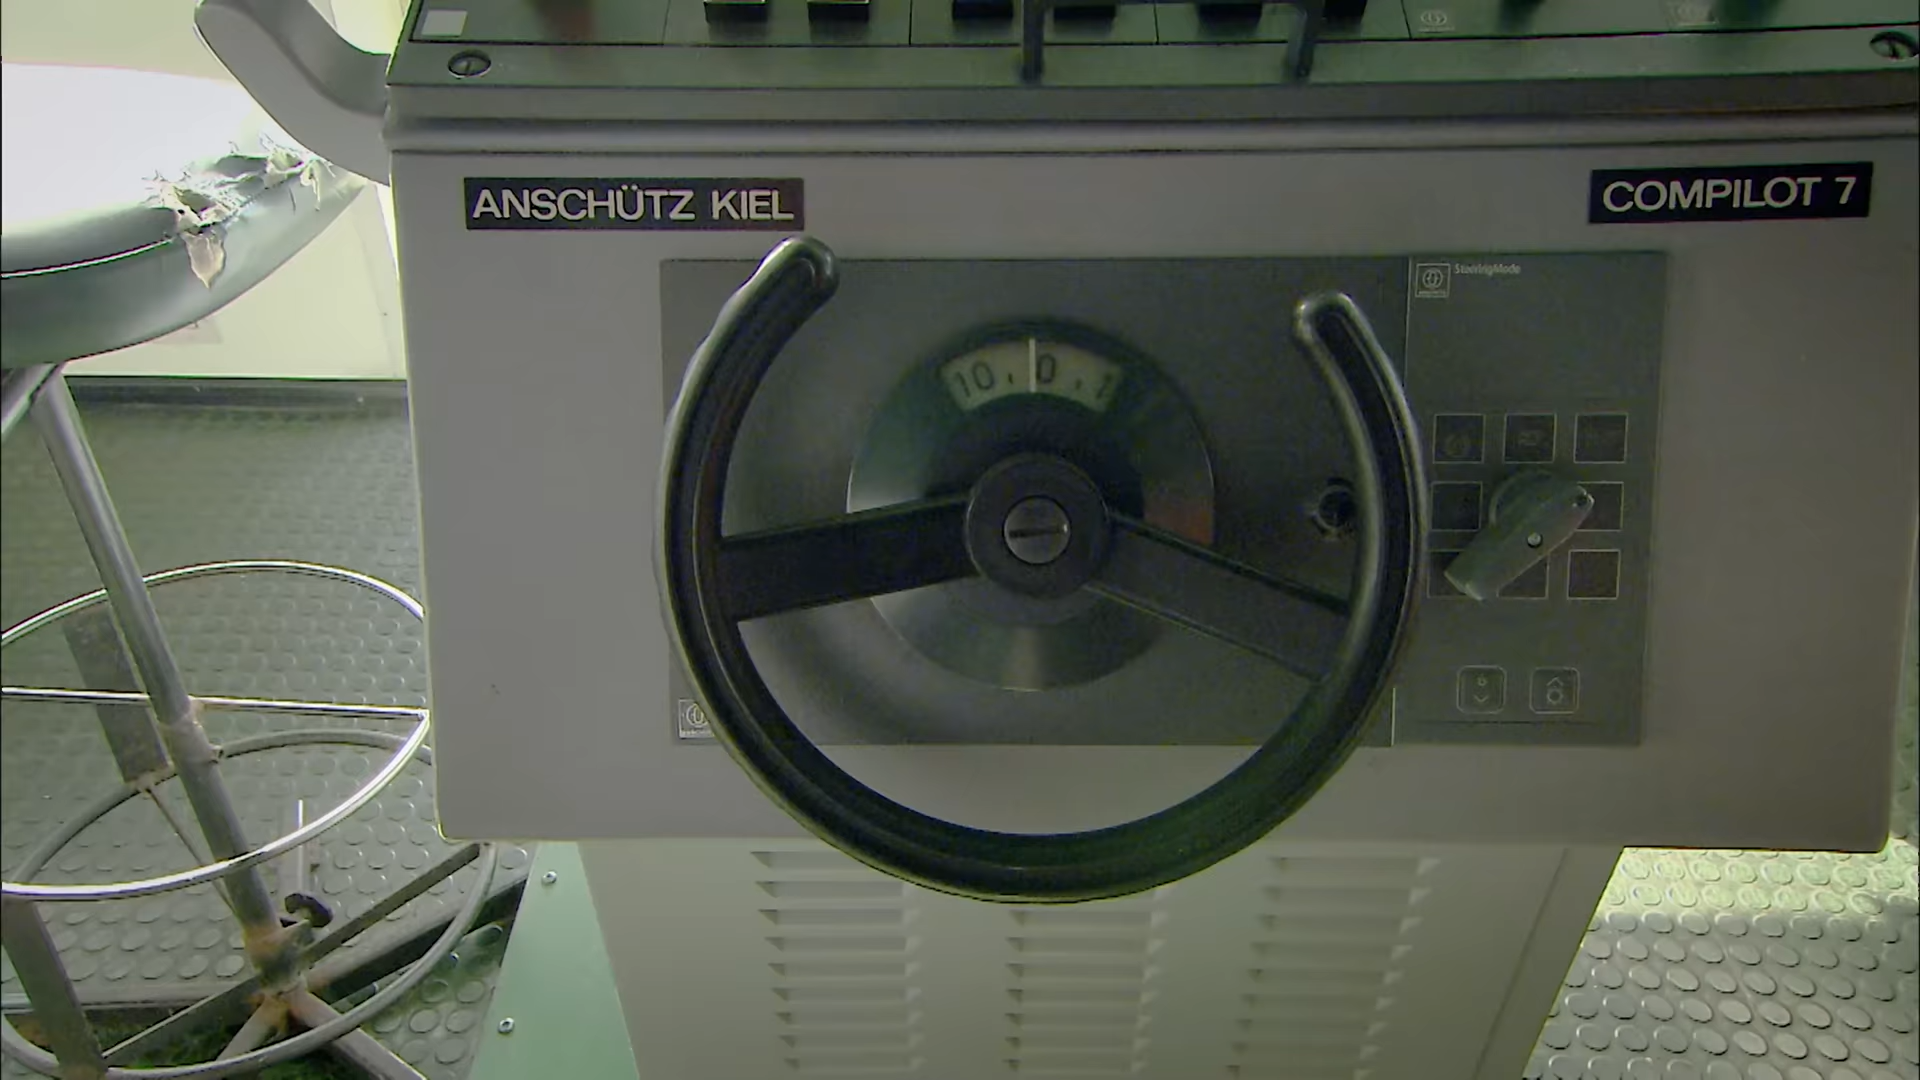 ANSCHÜTZ KIEL
COMPILOT 7
SteeringMode
10 , 0 , 1